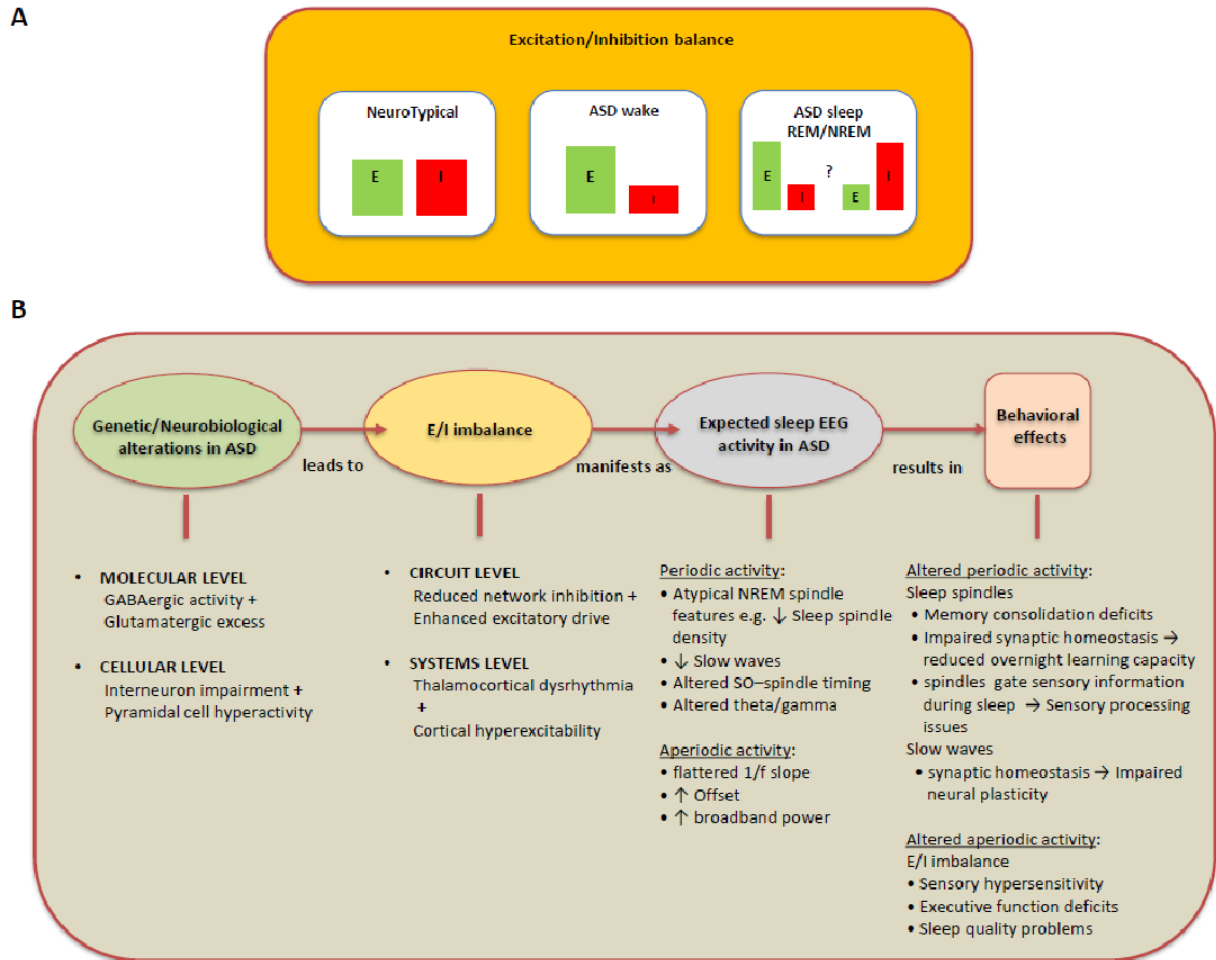 A
Excitation/Inhibition balance
NeuroTypical
E
I
ASD wake
E
I
ASD sleep
REM/NREM
E
I
?
E
I
B
Genetic/Neurobiological
alterations in ASD
leads to
E/I imbalance
manifests as
Expected sleep EEG
activity in ASD
results in
Behavioral
effects
• MOLECULAR LEVEL
GABAergic activity +
Glutamatergic excess
• CELLULAR LEVEL
Interneuron impairment +
Pyramidal cell hyperactivity
• CIRCUIT LEVEL
Reduced network inhibition +
Enhanced excitatory drive
• SYSTEMS LEVEL
Thalamocortical dysrhythmia
+
Cortical hyperexcitability
Periodic activity:
• Atypical NREM spindle
features e.g. ↓ Sleep spindle
density
• ↓ Slow waves
• Altered SO–spindle timing
• Altered theta/gamma
Aperiodic activity:
• flattered 1/f slope
• ↑ Offset
• ↑ broadband power
Altered periodic activity:
Sleep spindles
• Memory consolidation deficits
• Impaired synaptic homeostasis →
reduced overnight learning capacity
• spindles gate sensory information
during sleep → Sensory processing
issues
Slow waves
• synaptic homeostasis → Impaired
neural plasticity
Altered aperiodic activity:
E/I imbalance
• Sensory hypersensitivity
• Executive function deficits
• Sleep quality problems